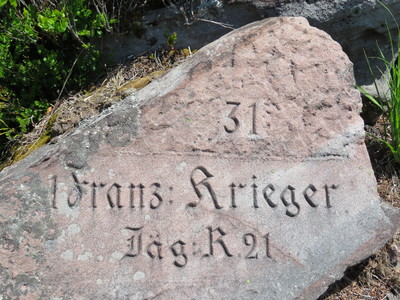 31
Franz: Krieger
Jäg: R. 21